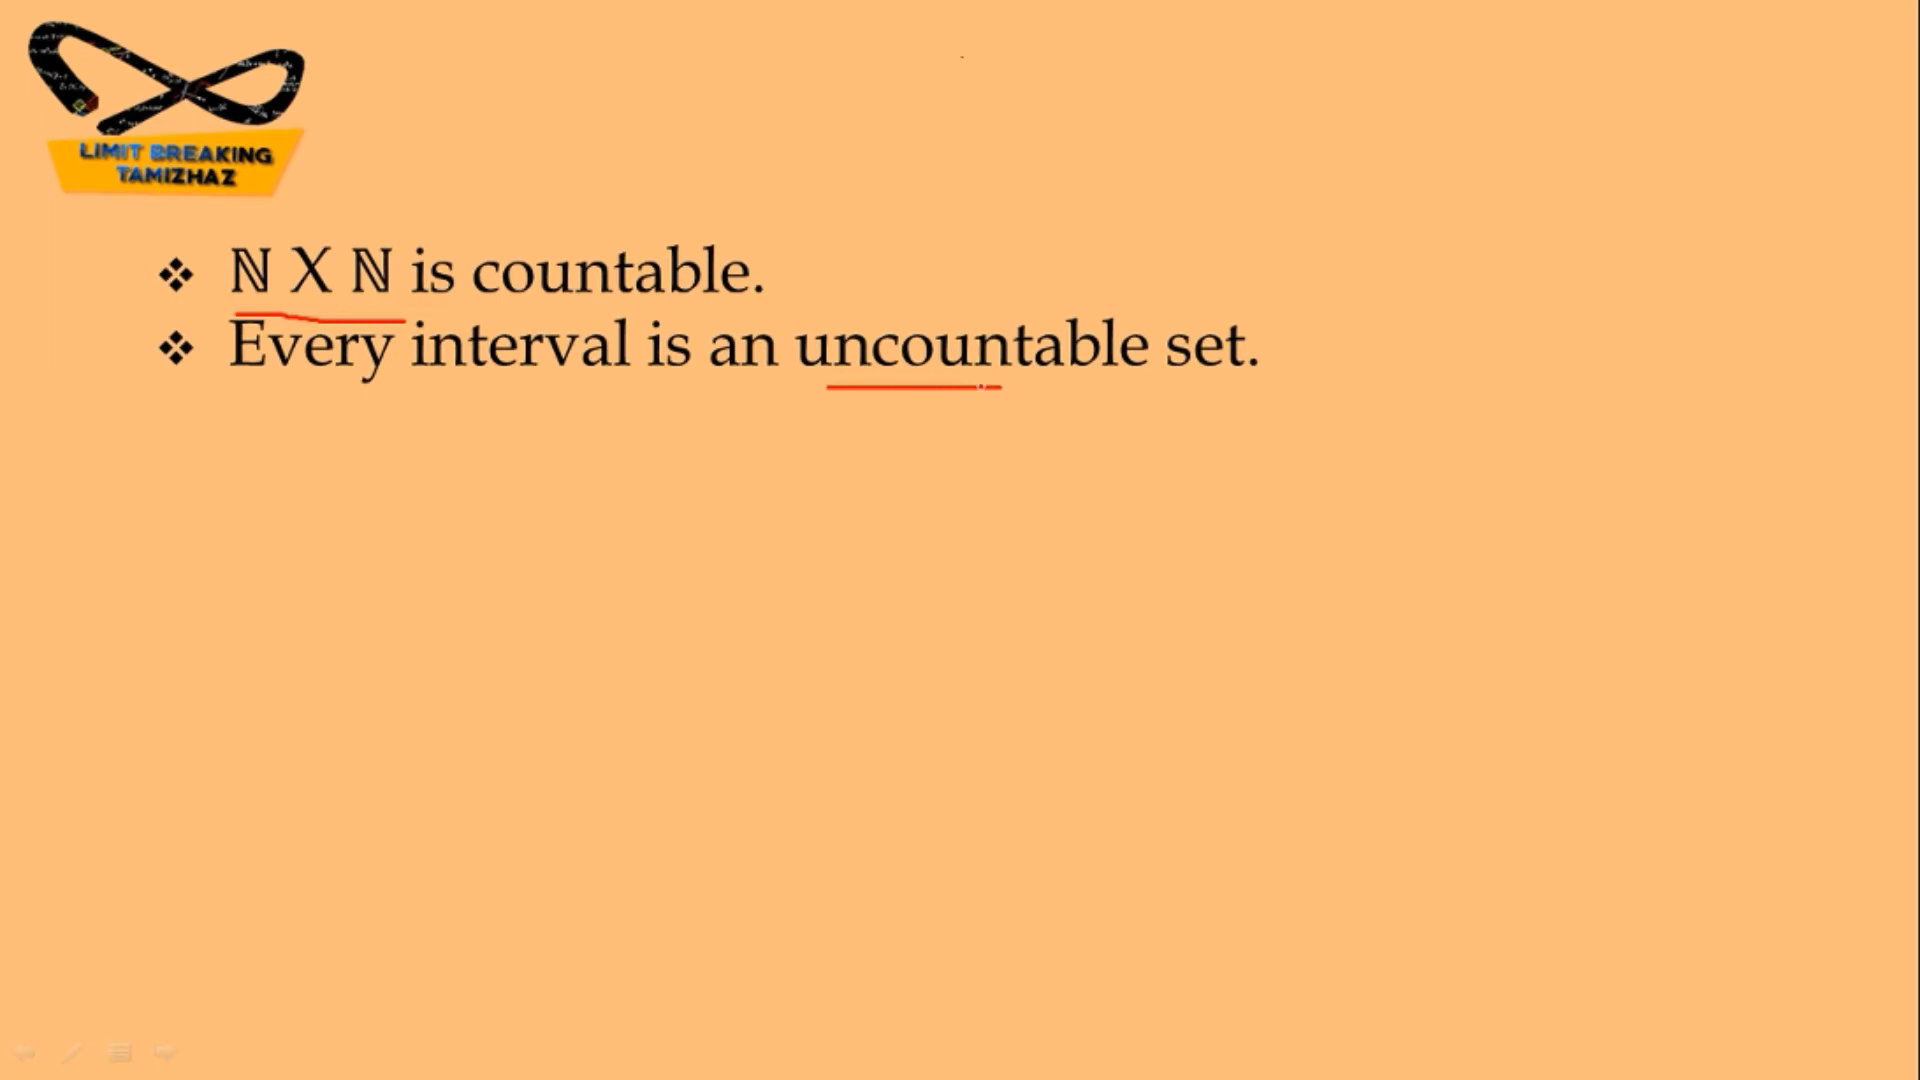 LIMIT BREAKING
TAMIZHAZ
❖ ℕ X ℕ is countable.
❖ Every interval is an uncountable set.